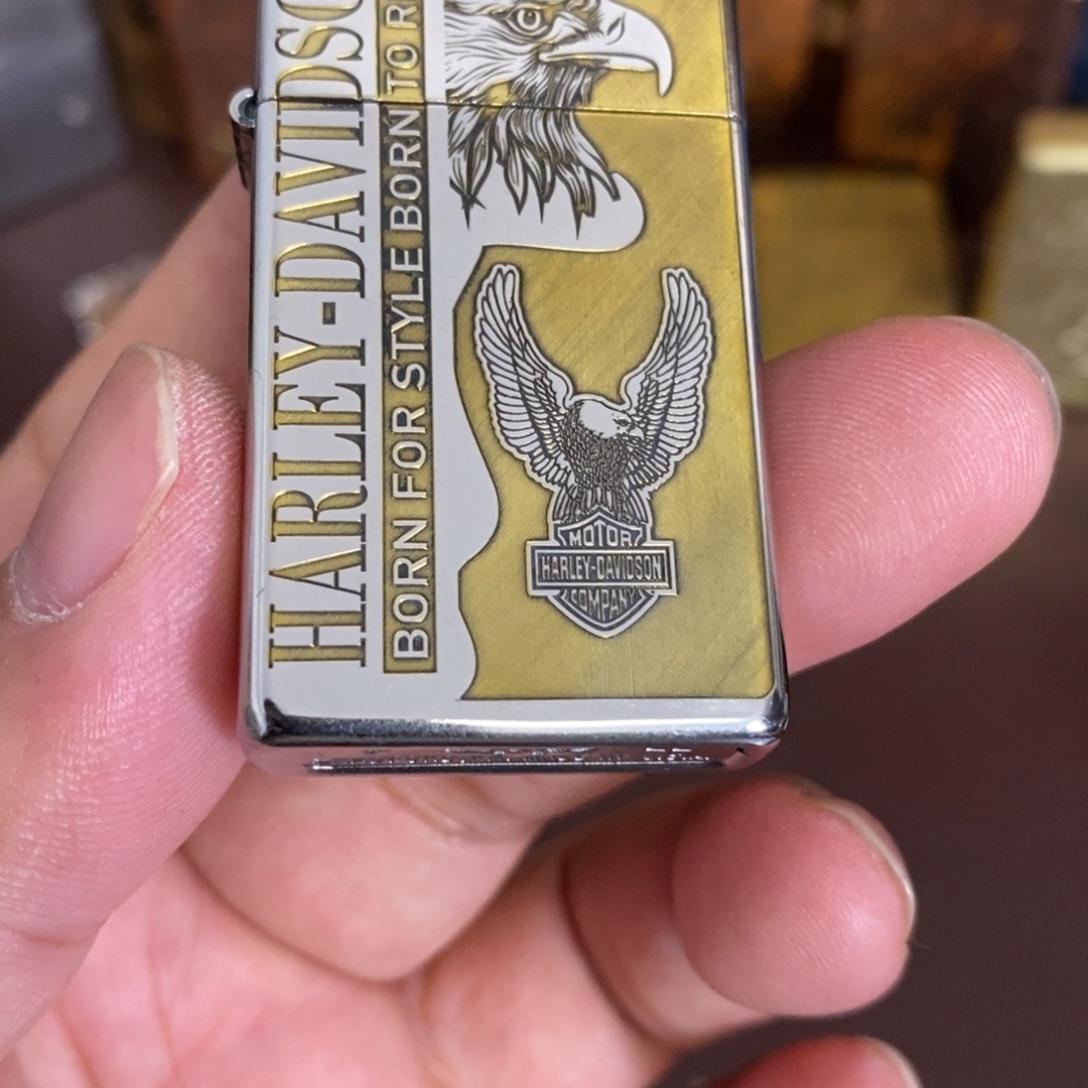 HARLEY-DAVIDSO
BORN FOR STYLE BORN TO R
MOTOR
HARLEY-DAVIDSON
COMPANY